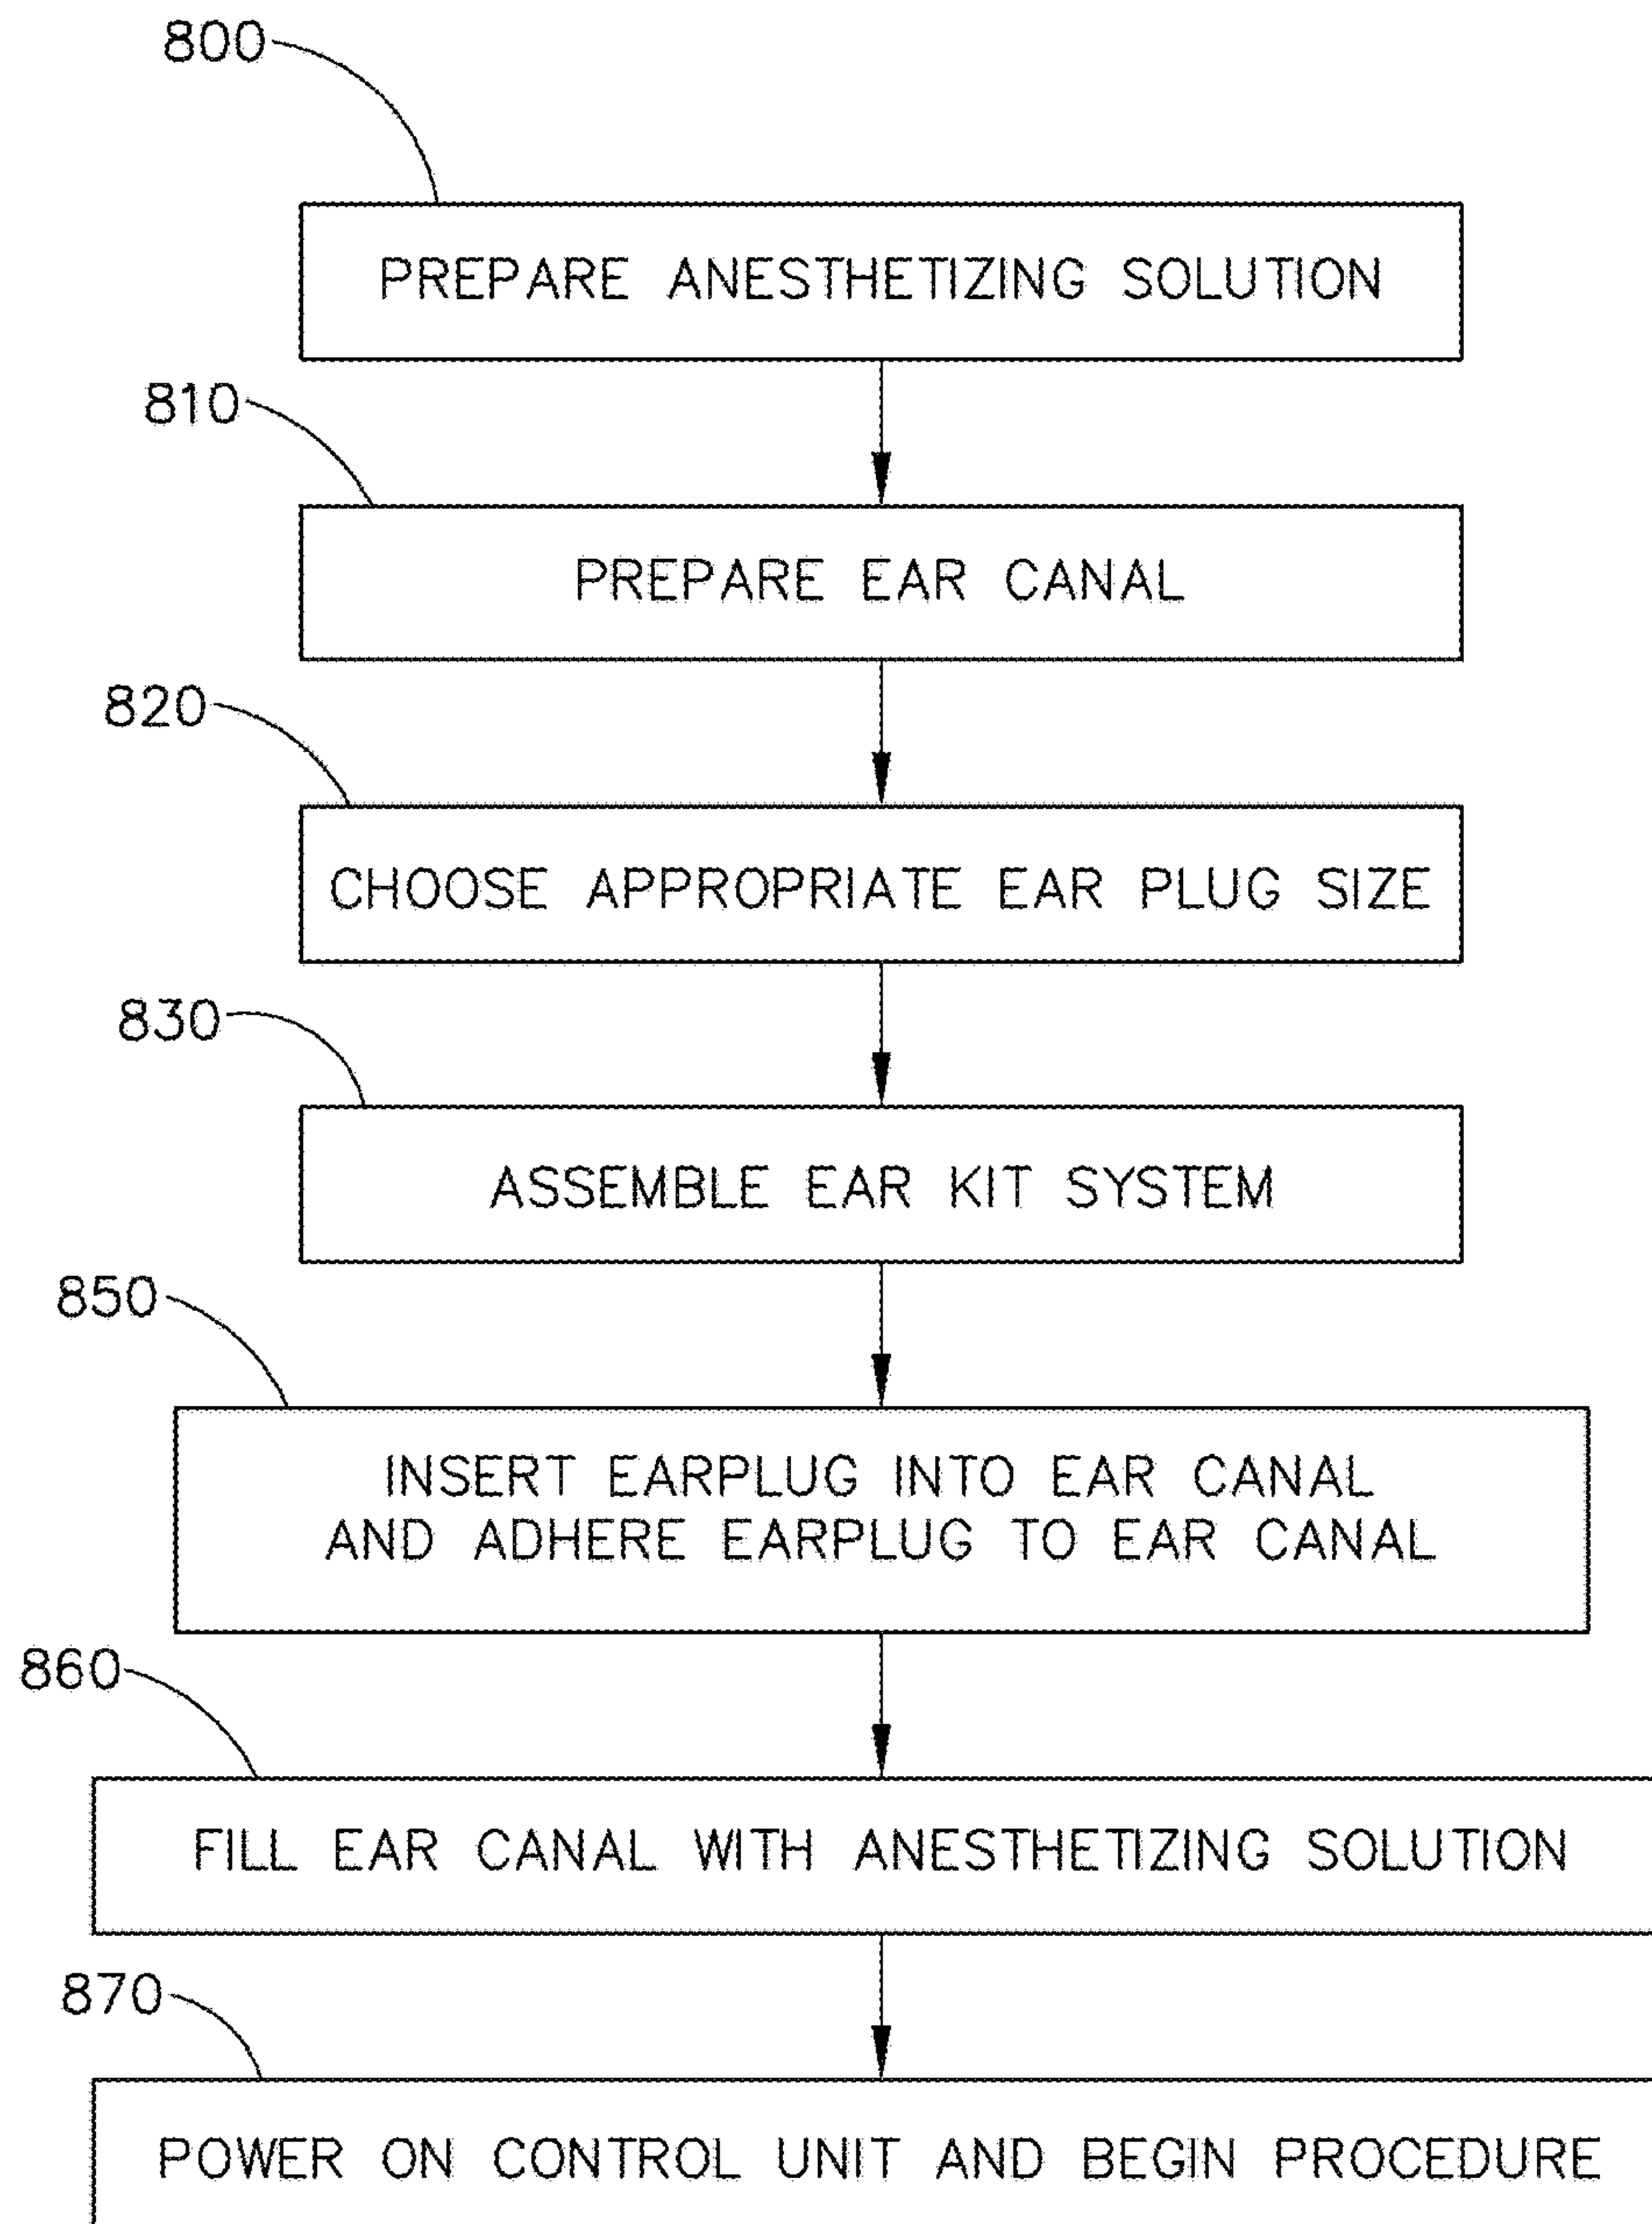 800
PREPARE ANESTHETIZING SOLUTION
810
PREPARE EAR CANAL
820
CHOOSE APPROPRIATE EAR PLUG SIZE
830
ASSEMBLE EAR KIT SYSTEM
850
INSERT EARPLUG INTO EAR CANAL
AND ADHERE EARPLUG TO EAR CANAL
860
FILL EAR CANAL WITH ANESTHETIZING SOLUTION
870
POWER ON CONTROL UNIT AND BEGIN PROCEDURE